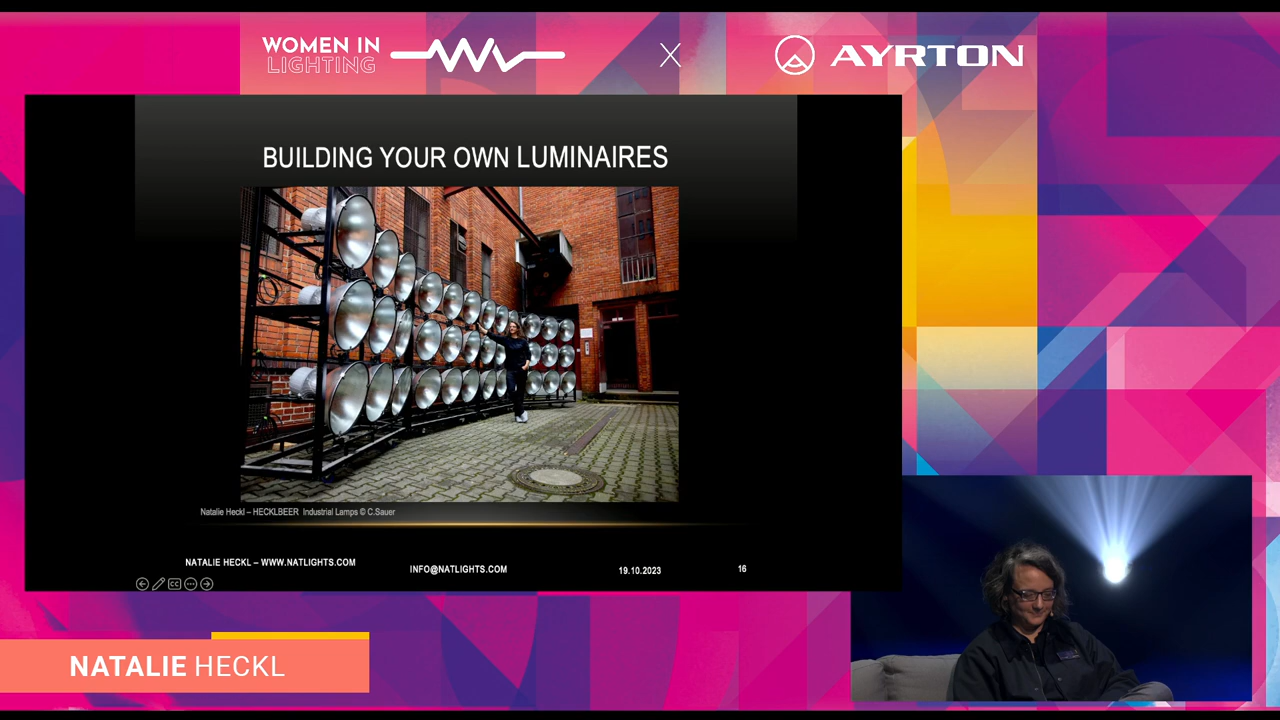 WOMEN IN
LIGHTING
AYRTON
BUILDING YOUR OWN LUMINAIRES
Natalie Heckl – HECKLBEER Industrial Lamps © C.Sauer
NATALIE HECKL – WWW.NATLIGHTS.COM
INFO@NATLIGHTS.COM
19.10.2023
16
CC
NATALIE HECKL